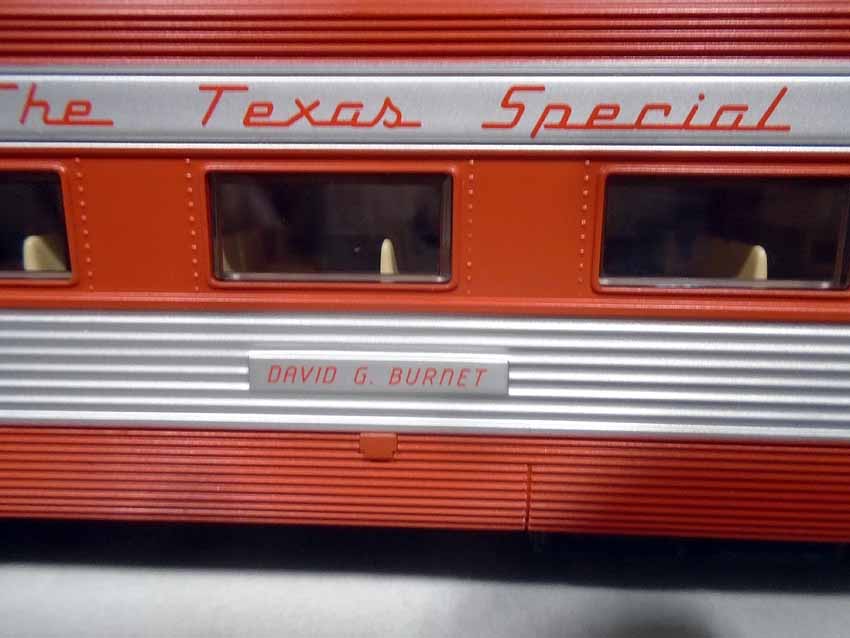 The Texas Special
DAVID G. BURNET